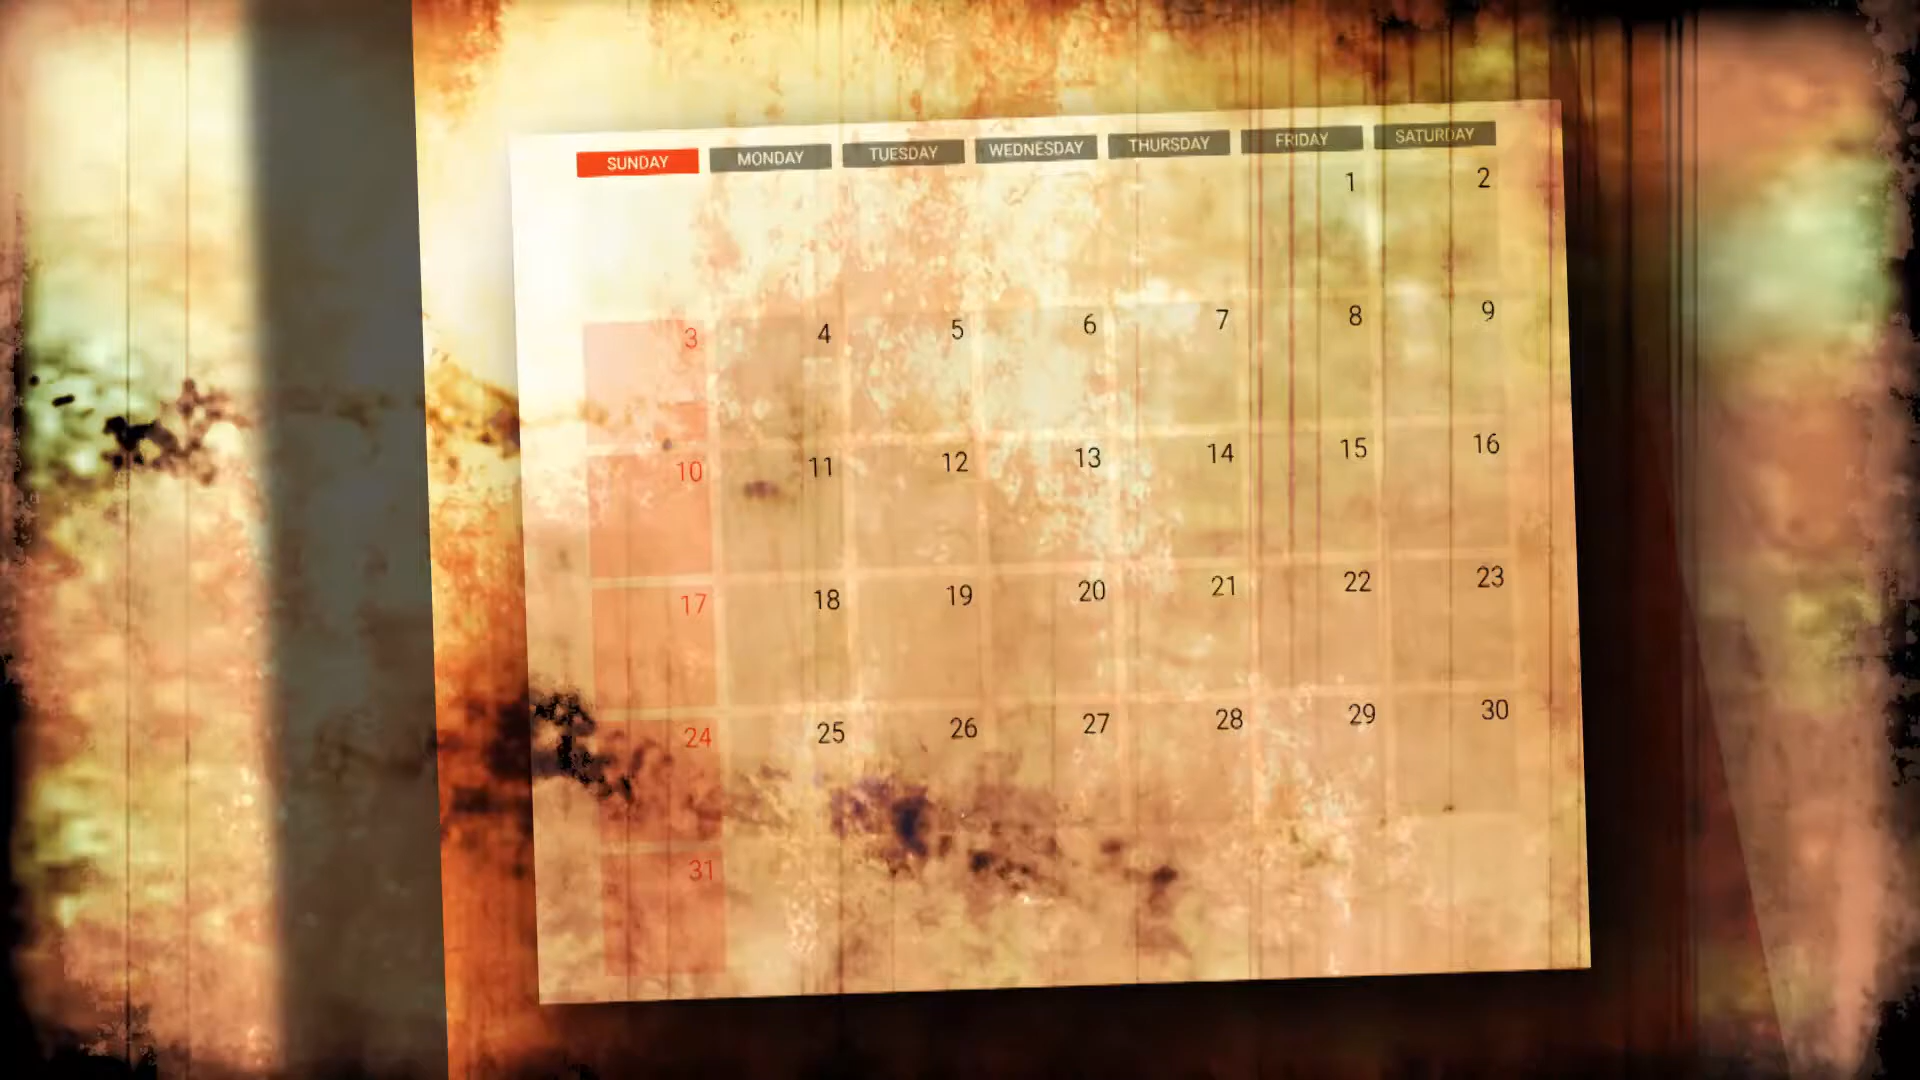 SUNDAY MONDAY TUESDAY WEDNESDAY THURSDAY FRIDAY SATURDAY
1 2
3 4 5 6 7 8 9
10 11 12 13 14 15 16
17 18 19 20 21 22 23
24 25 26 27 28 29 30
31